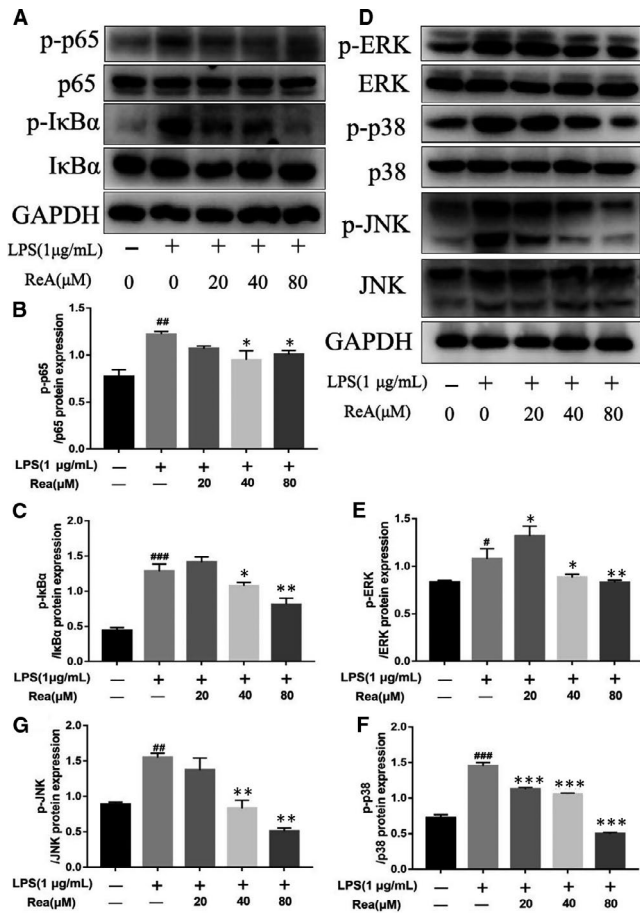 A
p-p65
p65
p-IκBα
IκBα
GAPDH
LPS(1μg/mL) – + + + +
ReA(μM) 0 0 20 40 80
B
p-p65
/p65 protein expression
1.5
1.0
0.5
0.0
##
*
*
LPS(1 μg/mL) — + + + +
Rea(μM) — — 20 40 80
C
p-IκBα
/IκBα protein expression
2.0
1.5
1.0
0.5
0.0
###
*
**
LPS(1μg/mL) — + + + +
Rea(μM) — — 20 40 80
G
p-JNK
/JNK protein expression
2.0
1.5
1.0
0.5
0.0
##
**
**
LPS(1 μg/mL) — + + + +
Rea(μM) — — 20 40 80
D
p-ERK
ERK
p-p38
p38
p-JNK
JNK
GAPDH
LPS(1 μg/mL) – + + + +
ReA(μM) 0 0 20 40 80
E
p-ERK
/ERK protein expression
1.5
1.0
0.5
0.0
#
*
*
**
LPS(1 μg/mL) — + + + +
Rea(μM) — — 20 40 80
F
p-p38
/p38 protein expression
2.0
1.5
1.0
0.5
0.0
###
***
***
***
LPS(1 μg/mL) — + + + +
Rea(μM) — — 20 40 80